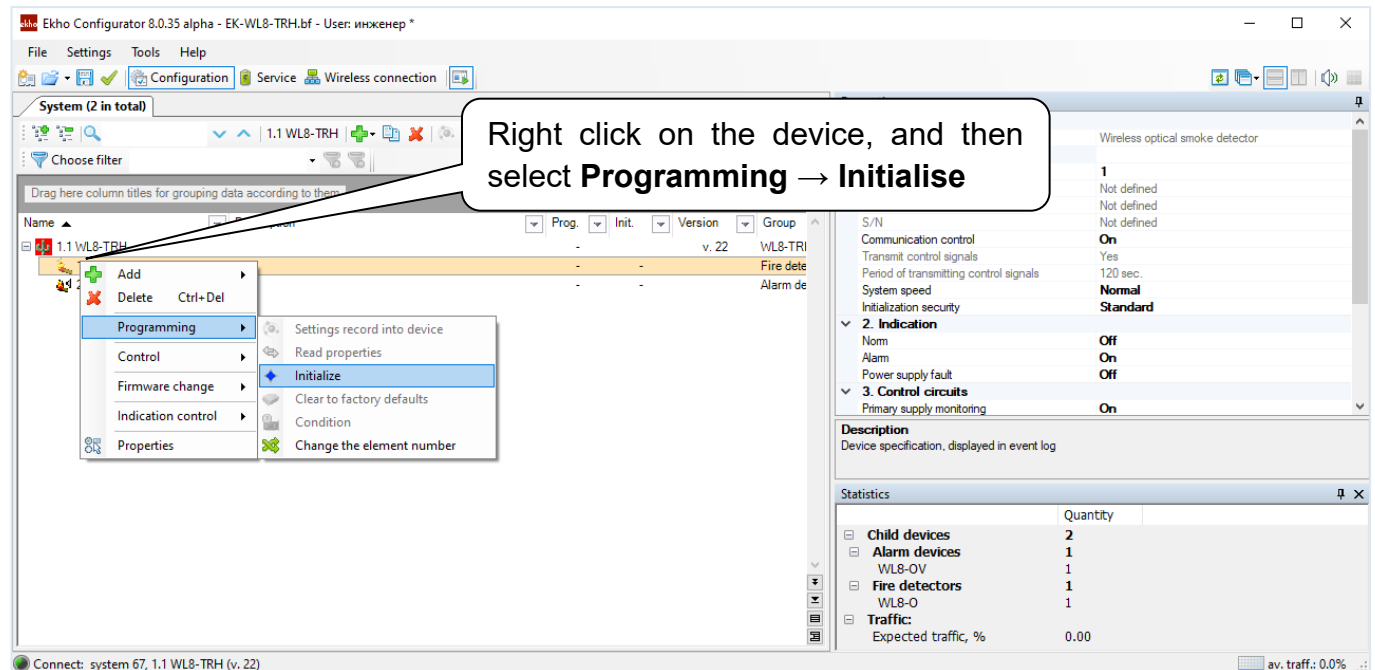 ekho Ekho Configurator 8.0.35 alpha - EK-WL8-TRH.bf - User: инженер *
File Settings Tools Help
Configuration Service Wireless connection
System (2 in total)
1.1 WL8-TRH
Choose filter
Drag here column titles for grouping data according to them
Name Prog. Init. Version Group
1.1 WL8-TRH - v. 22 WL8-TRI
- - Fire dete
2 - - Alarm de
Right click on the device, and then
select Programming → Initialise
Add
Delete Ctrl+Del
Programming
Control
Firmware change
Indication control
Properties
Settings record into device
Read properties
Initialize
Clear to factory defaults
Condition
Change the element number
Wireless optical smoke detector
1
Not defined
Not defined
S/N Not defined
Communication control On
Transmit control signals Yes
Period of transmitting control signals 120 sec.
System speed Normal
Initialization security Standard
2. Indication
Norm Off
Alarm On
Power supply fault Off
3. Control circuits
Primary supply monitoring On
Description
Device specification, displayed in event log
Statistics
Quantity
Child devices 2
Alarm devices 1
WL8-OV 1
Fire detectors 1
WL8-O 1
Traffic:
Expected traffic, % 0.00
Connect: system 67, 1.1 WL8-TRH (v. 22) av. traff.: 0.0%